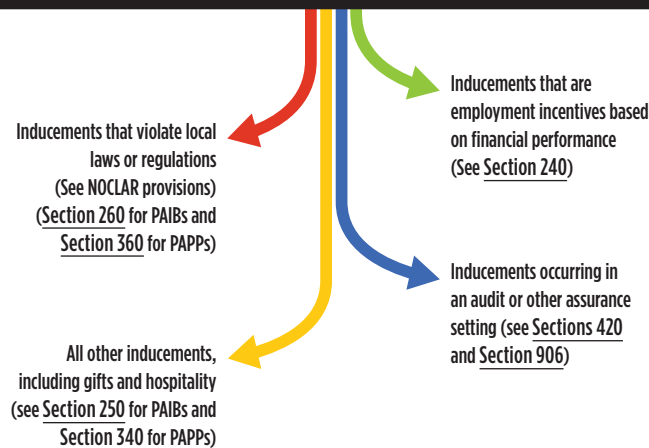 Inducements that are
employment incentives based
on financial performance
(See Section 240)
Inducements that violate local
laws or regulations
(See NOCLAR provisions)
(Section 260 for PAIBs and
Section 360 for PAPPs)
Inducements occurring in
an audit or other assurance
setting (see Sections 420
and Section 906)
All other inducements,
including gifts and hospitality
(see Section 250 for PAIBs and
Section 340 for PAPPs)